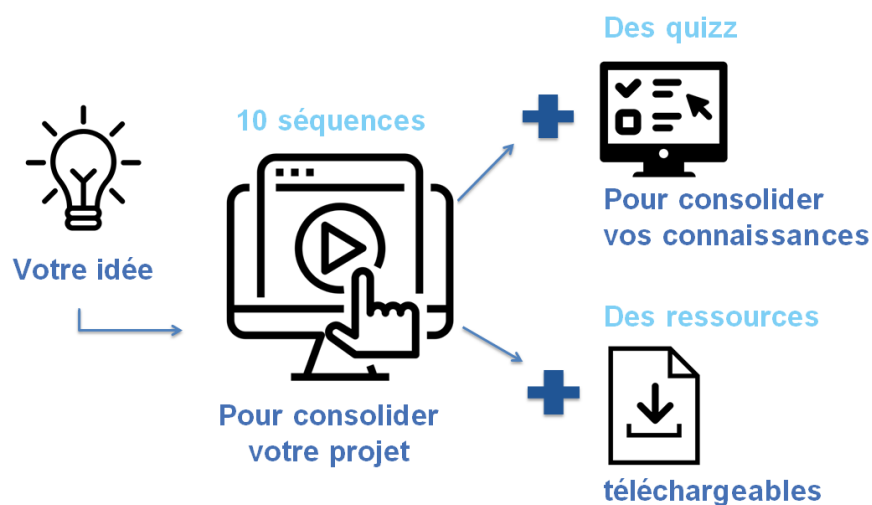 Votre idée
10 séquences
Pour consolider
votre projet
Des quizz
Pour consolider
vos connaissances
Des ressources
téléchargeables